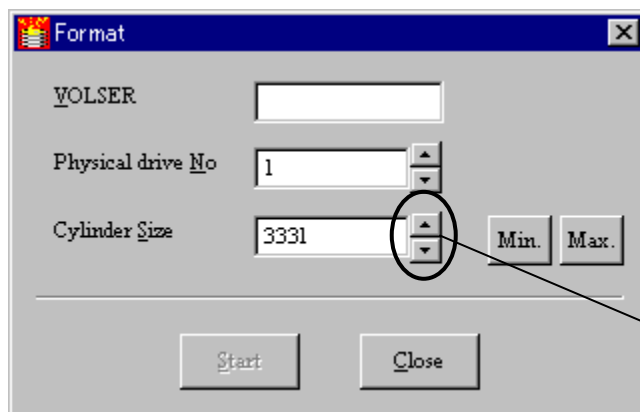 Format
VOLSER
Physical drive No 1
Cylinder Size 3331 Min. Max.
Start Close